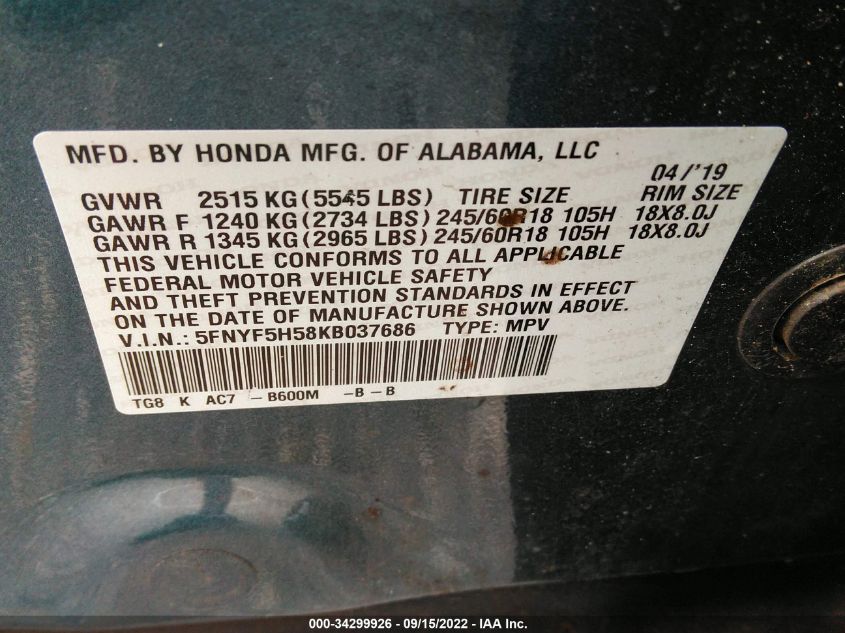 MFD. BY HONDA MFG. OF ALABAMA, LLC
04/'19
GVWR 2515 KG (5545 LBS) TIRE SIZE RIM SIZE
GAWR F 1240 KG (2734 LBS) 245/60R18 105H 18X8.0J
GAWR R 1345 KG (2965 LBS) 245/60R18 105H 18X8.0J
THIS VEHICLE CONFORMS TO ALL APPLICABLE
FEDERAL MOTOR VEHICLE SAFETY
AND THEFT PREVENTION STANDARDS IN EFFECT
ON THE DATE OF MANUFACTURE SHOWN ABOVE.
V.I.N.: 5FNYF5H58KB037686 TYPE: MPV
TG8 K AC7 -B600M -B-B
000-34299926 - 09/15/2022 - IAA Inc.